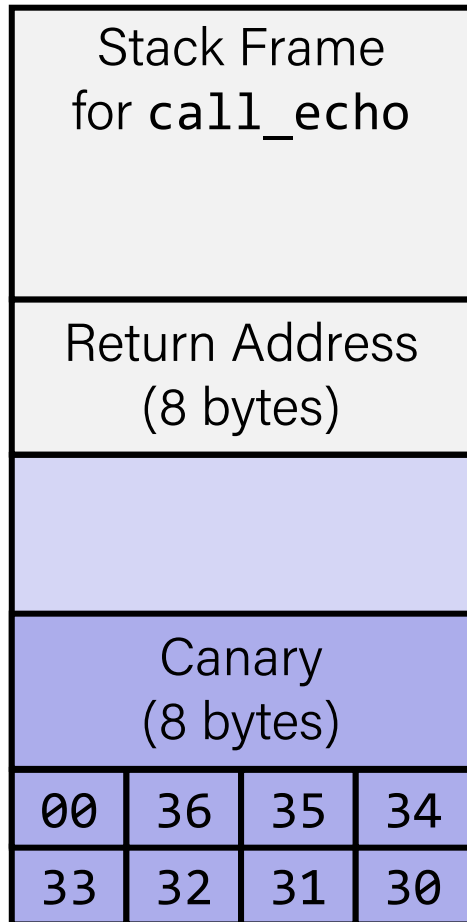 Stack Frame
for call_echo
Return Address
(8 bytes)
Canary
(8 bytes)
00 36 35 34
33 32 31 30